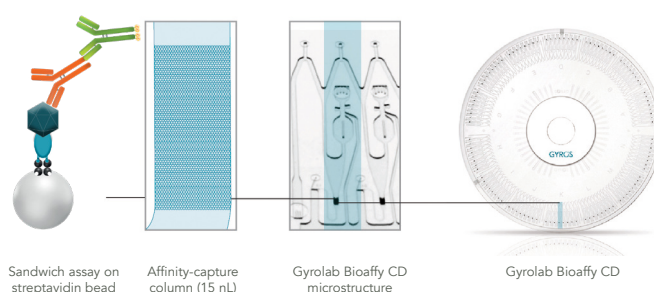 GYROS
Sandwich assay on
streptavidin bead
Affinity-capture
column (15 nL)
Gyrolab Bioaffy CD
microstructure
Gyrolab Bioaffy CD